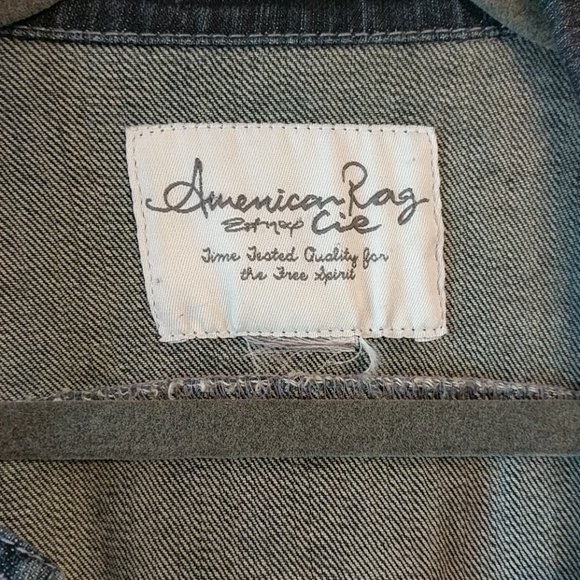 American Rag
Cie
Time Tested Quality for
the Free Spirit